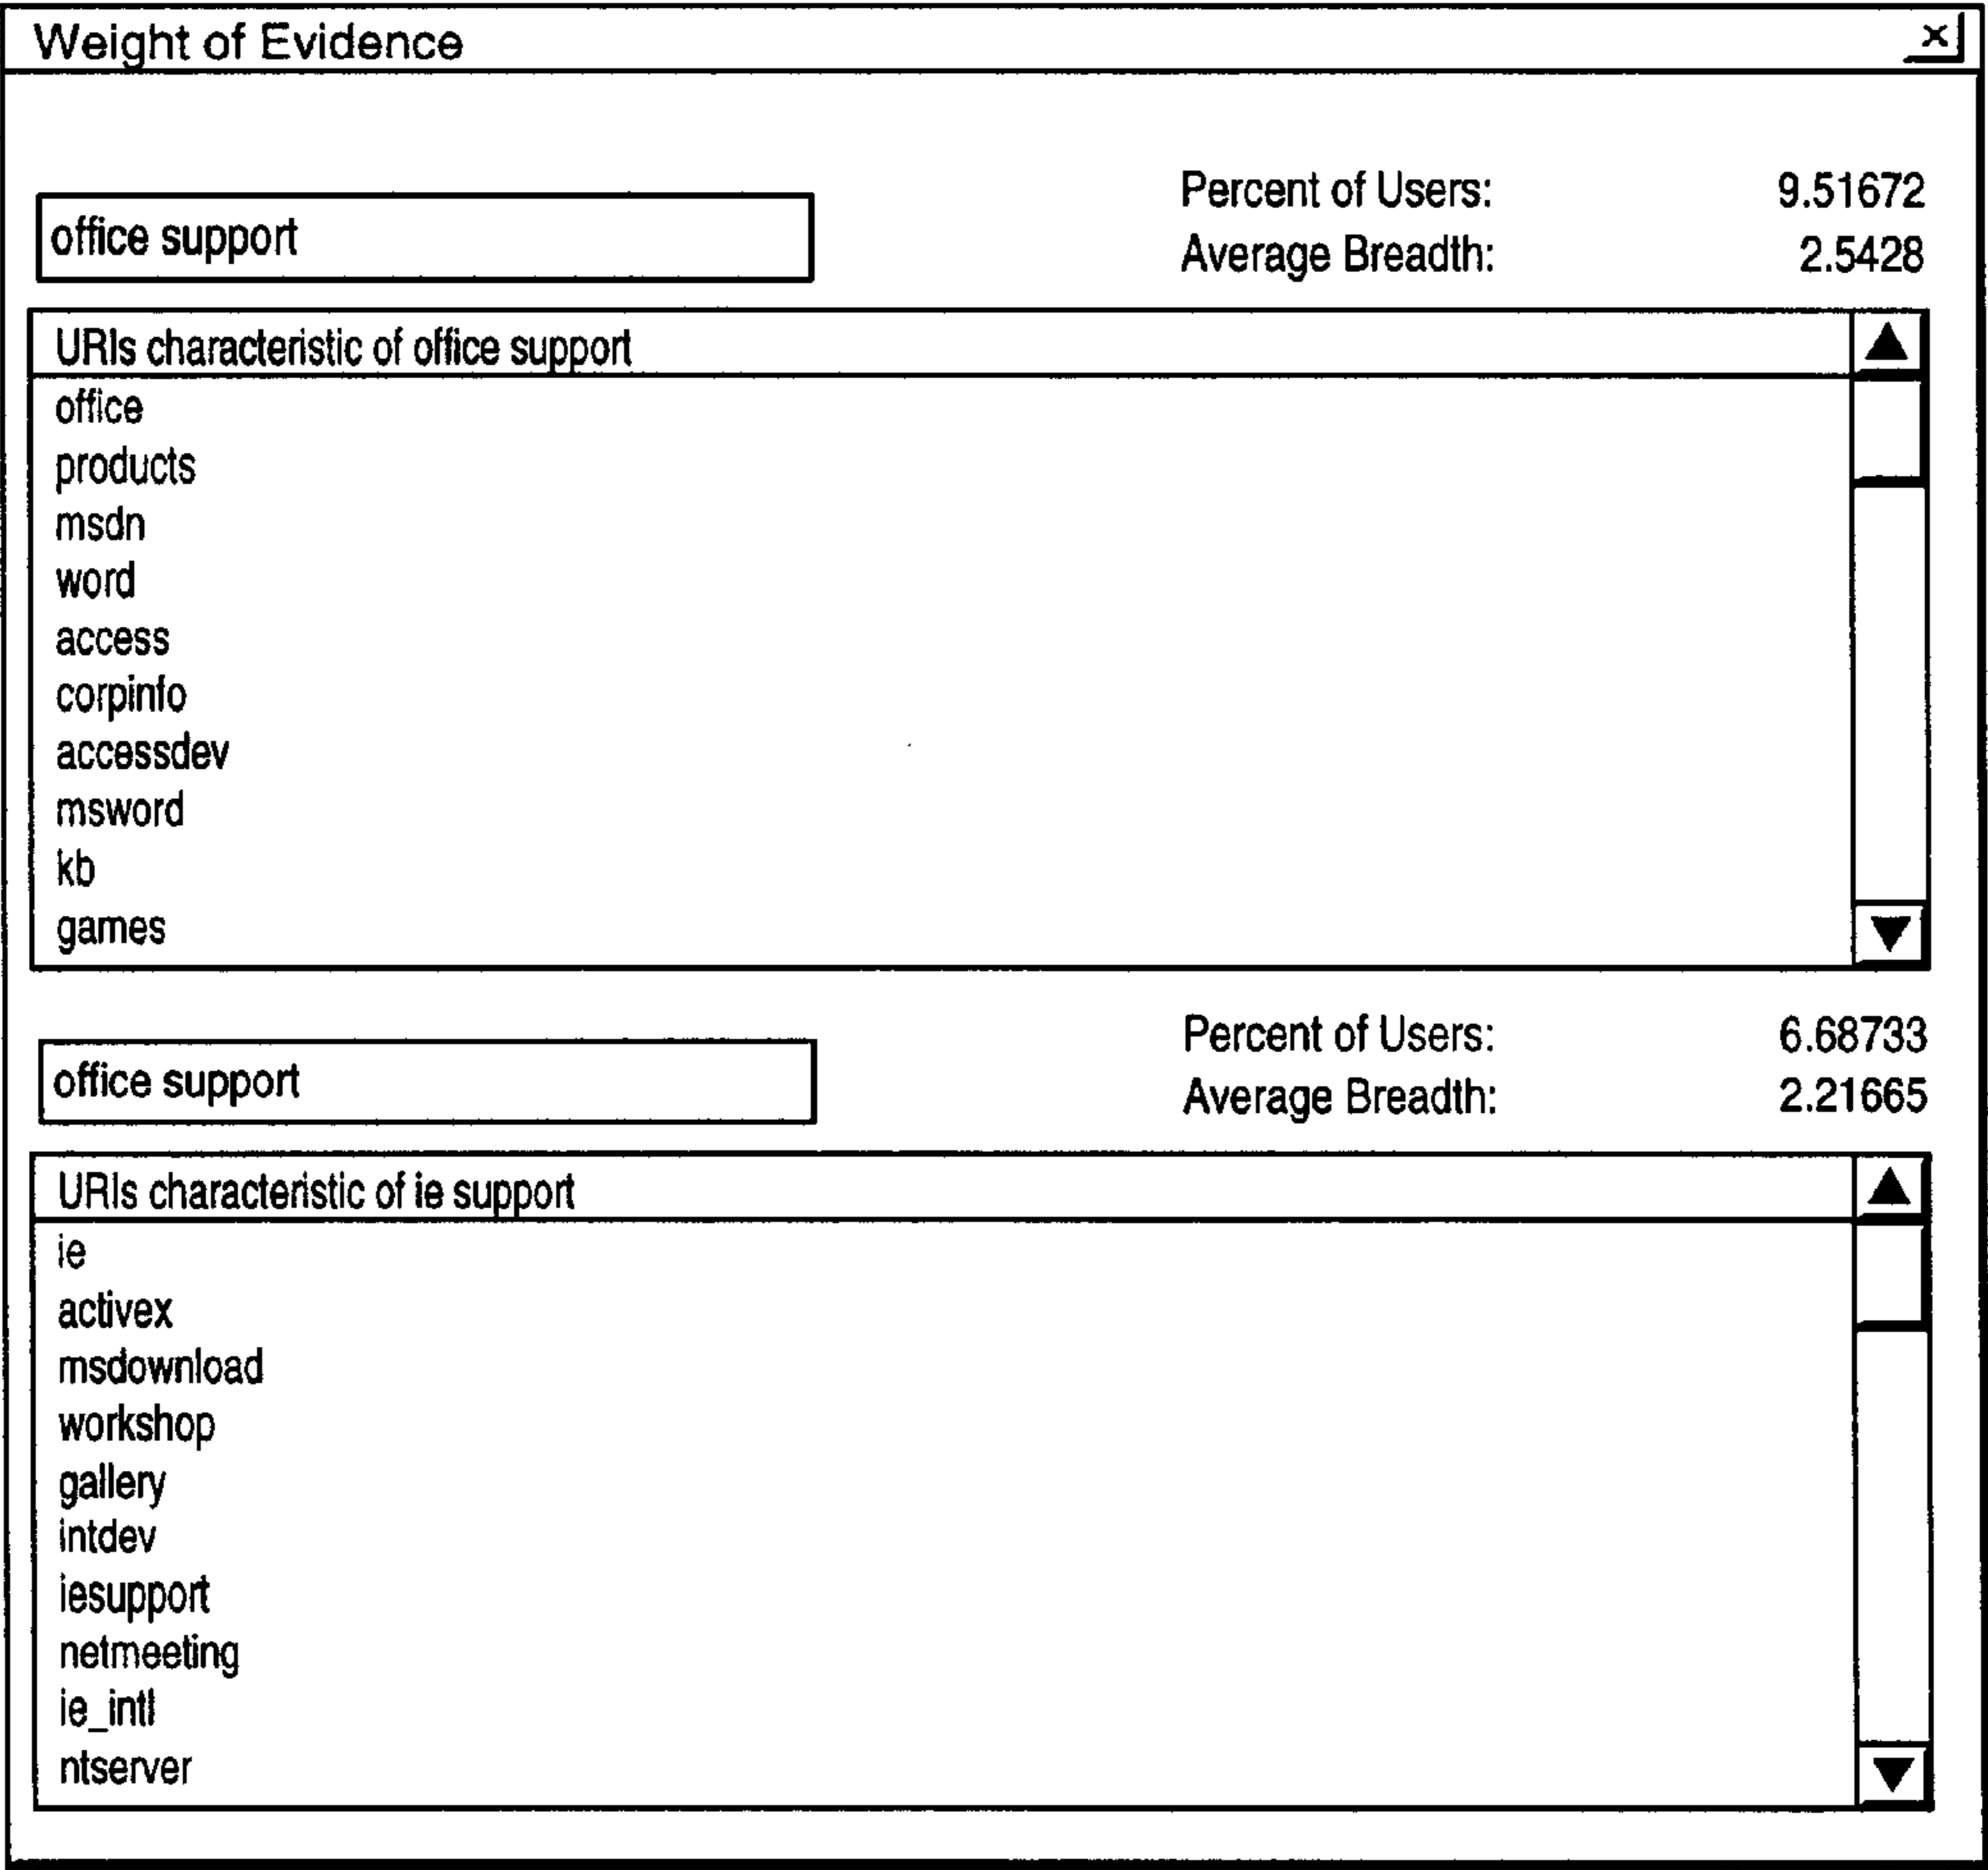 Weight of Evidence
office support
Percent of Users: 9.51672
Average Breadth: 2.5428
URIs characteristic of office support
office
products
msdn
word
access
corpinfo
accessdev
msword
kb
games
office support
Percent of Users: 6.68733
Average Breadth: 2.21665
URIs characteristic of ie support
ie
activex
msdownload
workshop
gallery
intdev
iesupport
netmeeting
ie_intl
ntserver